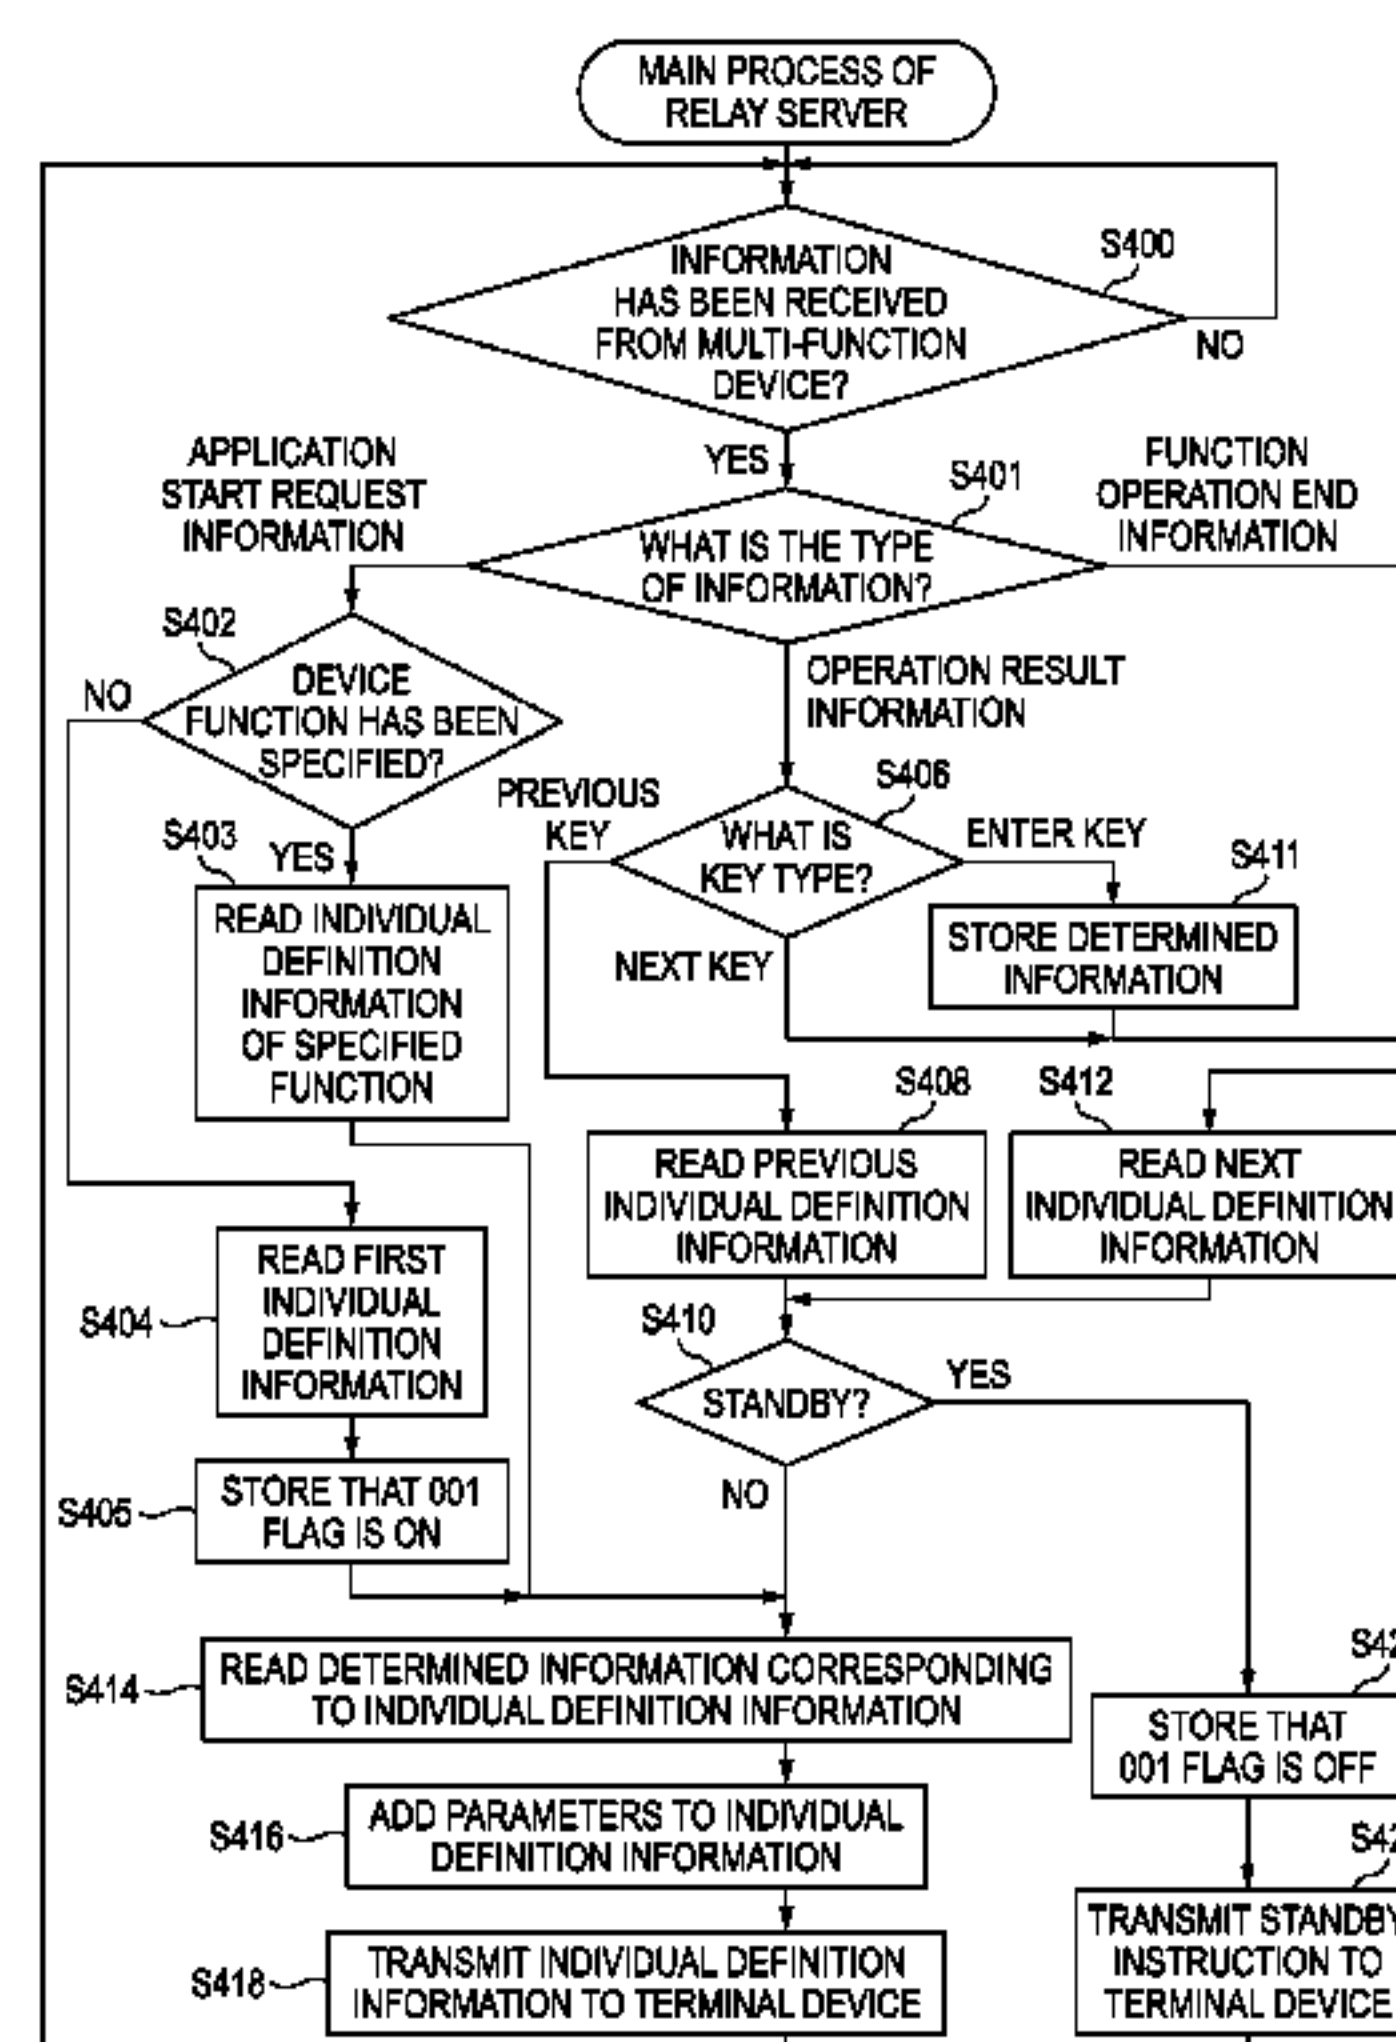 MAIN PROCESS OF
RELAY SERVER
S400
INFORMATION
HAS BEEN RECEIVED
FROM MULTI-FUNCTION
DEVICE?
NO
YES
APPLICATION
START REQUEST
INFORMATION
S401
WHAT IS THE TYPE
OF INFORMATION?
FUNCTION
OPERATION END
INFORMATION
S402
DEVICE
FUNCTION HAS BEEN
SPECIFIED?
NO
YES
OPERATION RESULT
INFORMATION
S406
WHAT IS
KEY TYPE?
PREVIOUS
KEY
ENTER KEY
NEXT KEY
S403
READ INDIVIDUAL
DEFINITION
INFORMATION
OF SPECIFIED
FUNCTION
S411
STORE DETERMINED
INFORMATION
S408
READ PREVIOUS
INDIVIDUAL DEFINITION
INFORMATION
S412
READ NEXT
INDIVIDUAL DEFINITION
INFORMATION
S404
READ FIRST
INDIVIDUAL
DEFINITION
INFORMATION
S410
STANDBY?
YES
NO
S405
STORE THAT 001
FLAG IS ON
S414
READ DETERMINED INFORMATION CORRESPONDING
TO INDIVIDUAL DEFINITION INFORMATION
STORE THAT
001 FLAG IS OFF
S416
ADD PARAMETERS TO INDIVIDUAL
DEFINITION INFORMATION
S418
TRANSMIT INDIVIDUAL DEFINITION
INFORMATION TO TERMINAL DEVICE
TRANSMIT STANDBY
INSTRUCTION TO
TERMINAL DEVICE